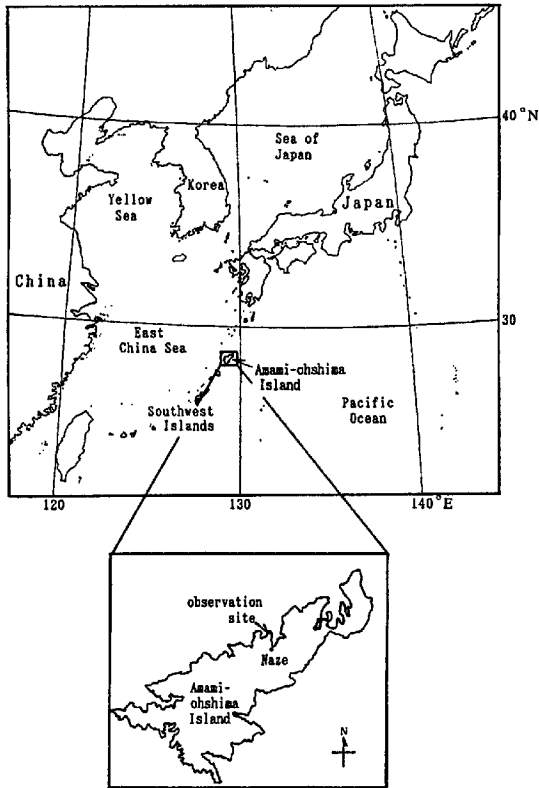 40°N
Sea of
Japan
Korea
Yellow
Sea
Japan
China
30
East
China Sea
Amami-ohshima
Island
Southwest
Islands
Pacific
Ocean
120
130
140°E
observation
site
Naze
Amami-
ohshima
Island
N